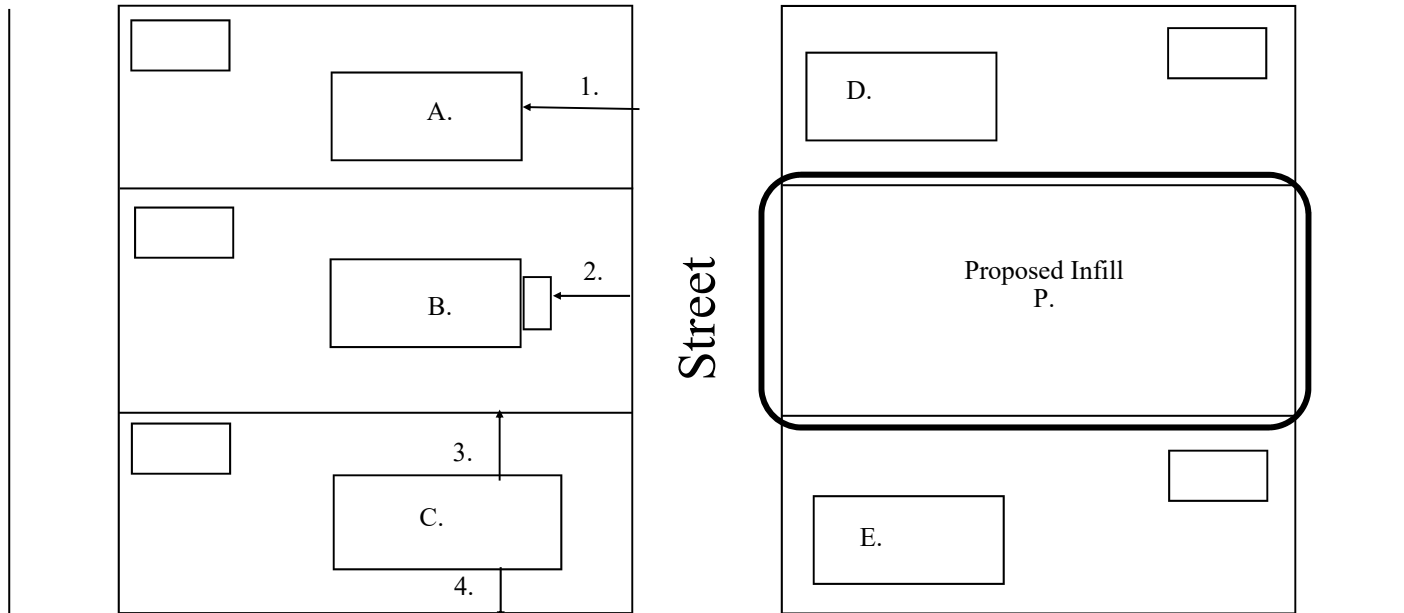 1.
A.
2.
B.
3.
C.
4.
Street
D.
Proposed Infill
P.
E.